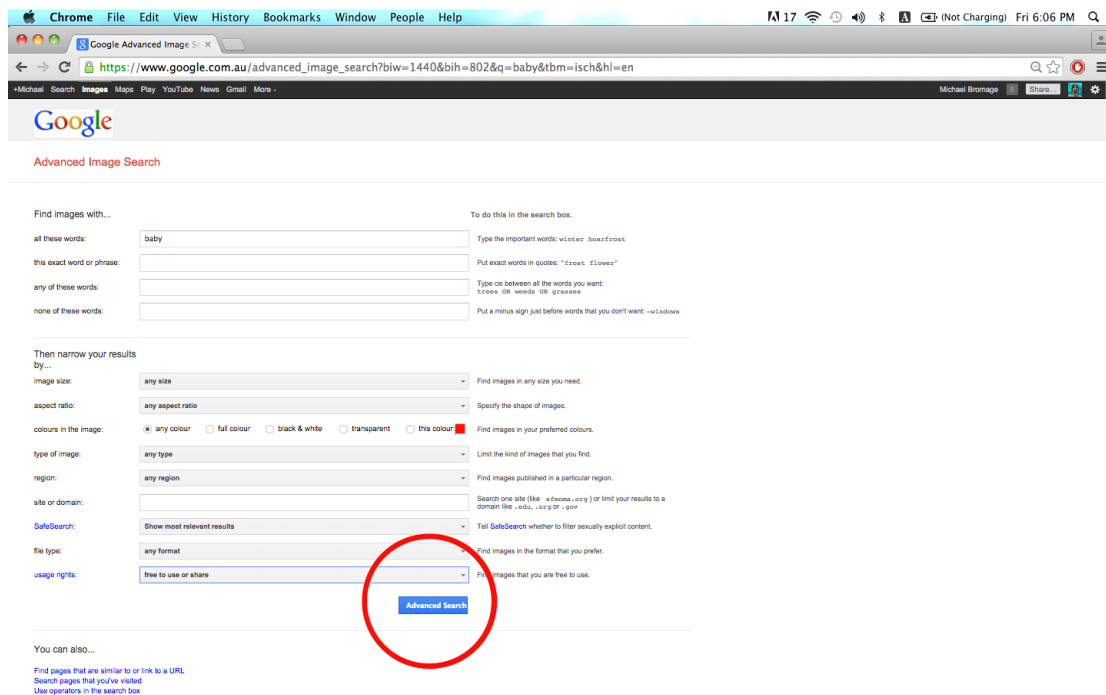 Chrome File Edit View History Bookmarks Window People Help
17 (Not Charging) Fri 6:06 PM
Google Advanced Image Se ×
https://www.google.com.au/advanced_image_search?biw=1440&bih=802&q=baby&tbm=isch&hl=en
+Michael Search Images Maps Play YouTube News Gmail More
Michael Bromage 0 Share...
Google
Advanced Image Search
Find images with...
To do this in the search box.
all these words: baby Type the important words: winter hoarfrost
this exact word or phrase: Put exact words in quotes: "frost flower"
any of these words: Type OR between all the words you want:
trees OR weeds OR grasses
none of these words: Put a minus sign just before words that you don't want: -windows
Then narrow your results
by...
image size: any size Find images in any size you need.
aspect ratio: any aspect ratio Specify the shape of images.
colours in the image: any colour full colour black & white transparent this colour: Find images in your preferred colours.
type of image: any type Limit the kind of images that you find.
region: any region Find images published in a particular region.
site or domain: Search one site (like sfmoma.org ) or limit your results to a
domain like .edu, .org or .gov
SafeSearch: Show most relevant results Tell SafeSearch whether to filter sexually explicit content.
file type: any format Find images in the format that you prefer.
usage rights: free to use or share Find images that you are free to use.
Advanced Search
You can also...
Find pages that are similar to or link to a URL
Search pages that you've visited
Use operators in the search box